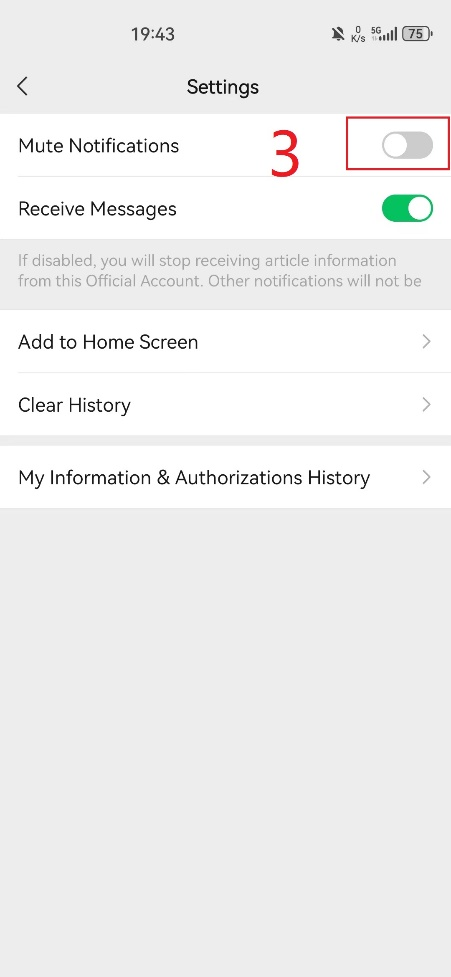 19:43
0 K/s 5G 75
Settings
Mute Notifications
3
Receive Messages
If disabled, you will stop receiving article information
from this Official Account. Other notifications will not be
Add to Home Screen
Clear History
My Information & Authorizations History